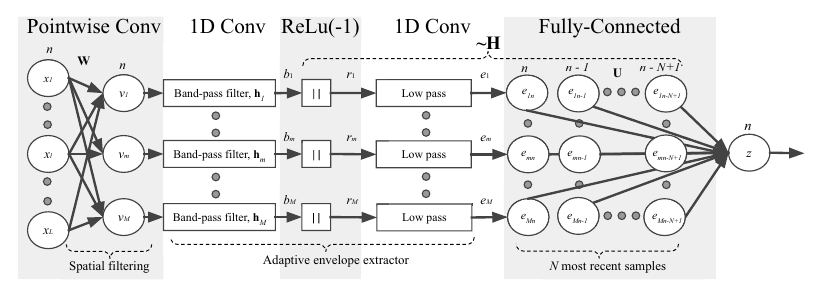 Pointwise Conv 1D Conv ReLu(-1) 1D Conv Fully-Connected
~H
n W n b1 r1 e1 n n - 1 U n - N+1
x1 v1 Band-pass filter, h1 || Low pass e1n e1n-1 e1n-N+1 n
xl vm Band-pass filter, hm bm || rm Low pass em emn emn-1 emn-N+1 z
xL vM Band-pass filter, hM bM || rM Low pass eM eMn eMn-1 eMn-N+1
Spatial filtering Adaptive envelope extractor N most recent samples